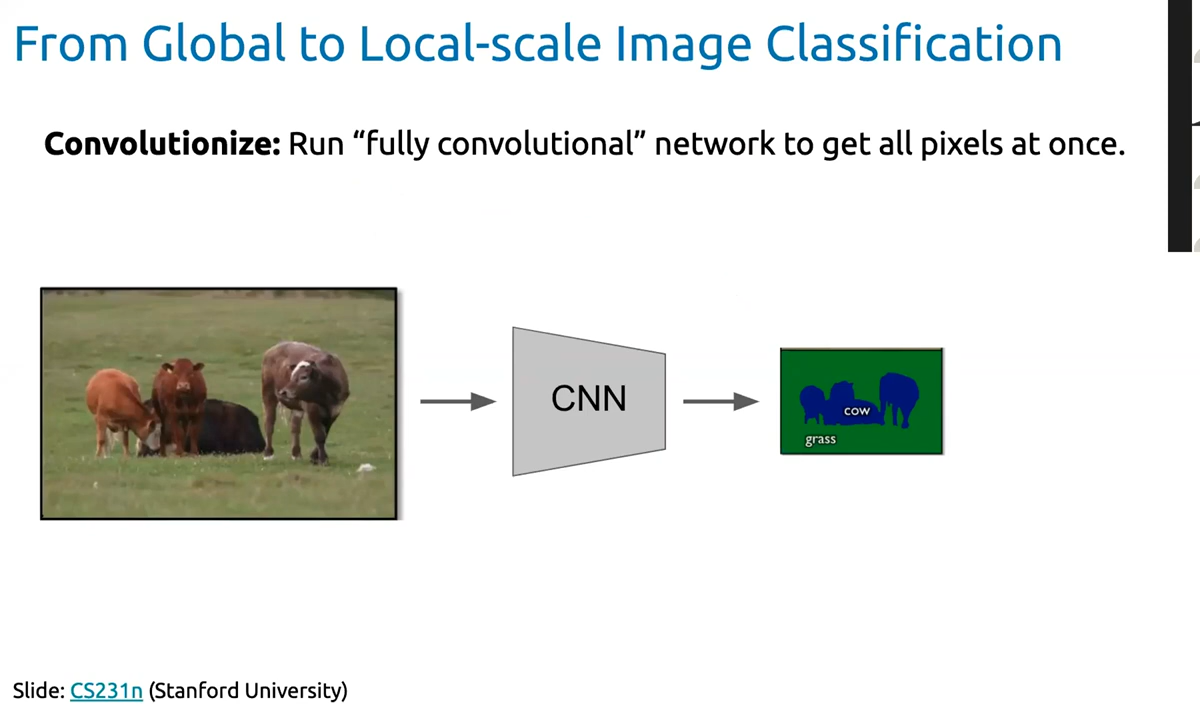 From Global to Local-scale Image Classification
Convolutionize: Run “fully convolutional” network to get all pixels at once.
CNN
cow
grass
Slide: CS231n (Stanford University)